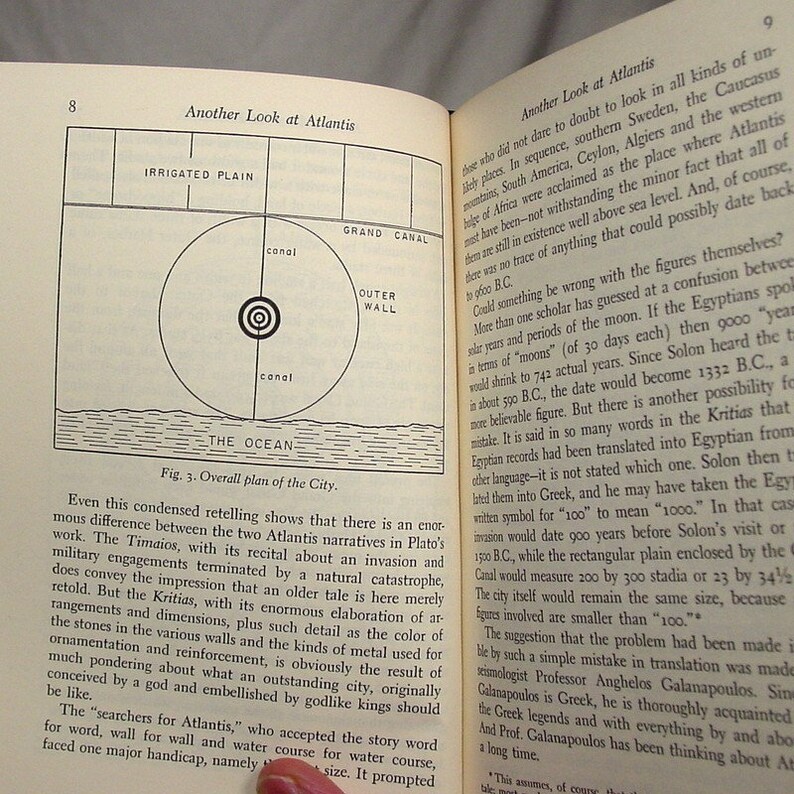 8
Another Look at Atlantis
IRRIGATED PLAIN
GRAND CANAL
canal
OUTER
WALL
canal
THE OCEAN
Fig. 3. Overall plan of the City.
Even this condensed retelling shows that there is an enor-
mous difference between the two Atlantis narratives in Plato's
work. The Timaios, with its recital about an invasion and
military engagements terminated by a natural catastrophe,
does convey the impression that an older tale is here merely
retold. But the Kritias, with its enormous elaboration of ar-
rangements and dimensions, plus such detail as the color of
the stones in the various walls and the kinds of metal used for
ornamentation and reinforcement, is obviously the result of
much pondering about what an outstanding city, originally
conceived by a god and embellished by godlike kings should
be like.
The "searchers for Atlantis," who accepted the story word
for word, wall for wall and water course for water course,
faced one major handicap, namely size. It prompted
9
Another Look at Atlantis
those who did not dare to doubt to look in all kinds of un-
likely places. In sequence, southern Sweden, the Caucasus
mountains, South America, Ceylon, Algiers and the western
bulge of Africa were acclaimed as the place where Atlantis
must have been—not withstanding the minor fact that all of
them are still in existence well above sea level. And, of course,
there was no trace of anything that could possibly date back
to 9600 B.C.
Could something be wrong with the figures themselves?
More than one scholar has guessed at a confusion between
solar years and periods of the moon. If the Egyptians spok
in terms of "moons" (of 30 days each) then 9000 "year
would shrink to 742 actual years. Since Solon heard the t
in about 590 B.C., the date would become 1332 B.C., a
more believable figure. But there is another possibility fo
mistake. It is said in so many words in the Kritias that
Egyptian records had been translated into Egyptian from
other language—it is not stated which one. Solon then t
lated them into Greek, and he may have taken the Egy
written symbol for "100" to mean "1000." In that cas
invasion would date 900 years before Solon's visit or
1500 B.C., while the rectangular plain enclosed by the
Canal would measure 200 by 300 stadia or 23 by 34½
The city itself would remain the same size, because
figures involved are smaller than "100."*
The suggestion that the problem had been made i
ble by such a simple mistake in translation was made
seismologist Professor Anghelos Galanapoulos. Sinc
Galanapoulos is Greek, he is thoroughly acquainted
the Greek legends and with everything by and abo
And Prof. Galanapoulos has been thinking about At
a long time.
*This assumes, of course,